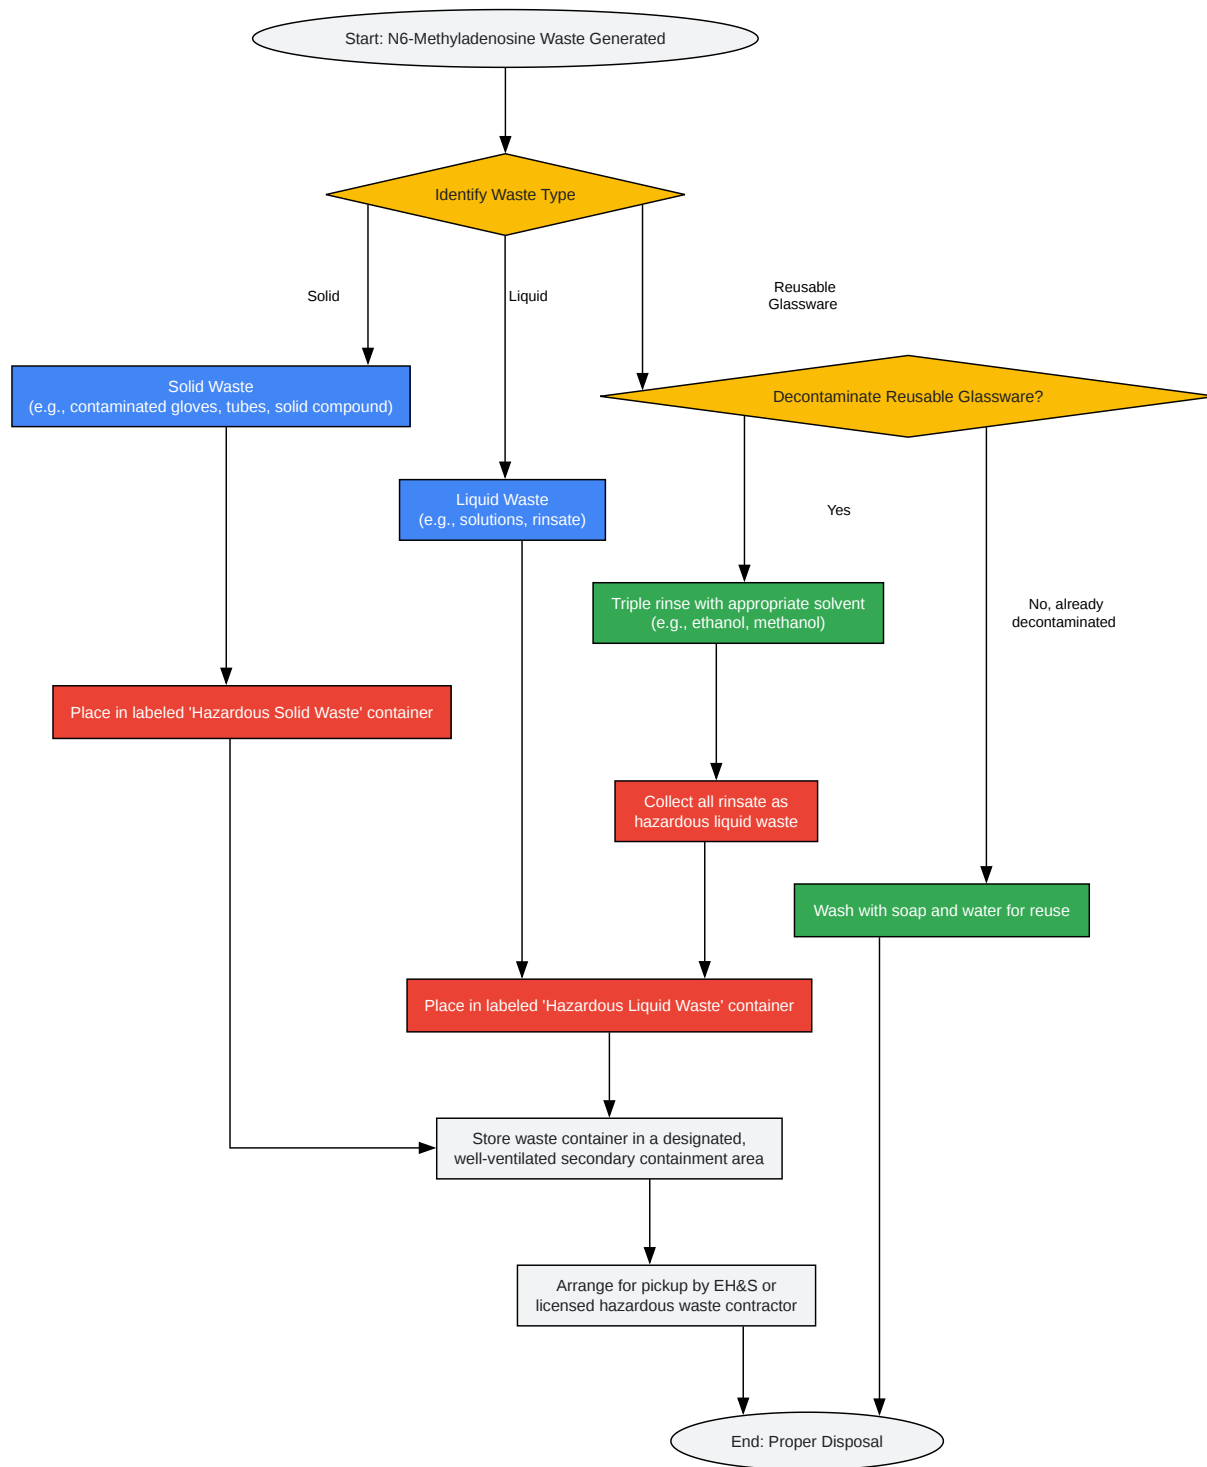 Start: N6-Methyladenosine Waste Generated
Identify Waste Type
Solid
Liquid
Reusable
Glassware
Solid Waste
(e.g., contaminated gloves, tubes, solid compound)
Decontaminate Reusable Glassware?
Liquid Waste
(e.g., solutions, rinsate)
Yes
Triple rinse with appropriate solvent
(e.g., ethanol, methanol)
No, already
decontaminated
Place in labeled 'Hazardous Solid Waste' container
Collect all rinsate as
hazardous liquid waste
Wash with soap and water for reuse
Place in labeled 'Hazardous Liquid Waste' container
Store waste container in a designated,
well-ventilated secondary containment area
Arrange for pickup by EH&S or
licensed hazardous waste contractor
End: Proper Disposal